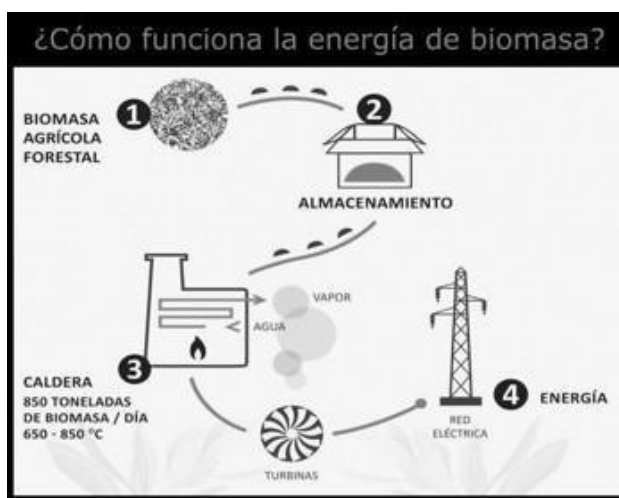 ¿Cómo funciona la energía de biomasa?
1
BIOMASA
AGRÍCOLA
FORESTAL
2
ALMACENAMIENTO
VAPOR
AGUA
3
CALDERA
850 TONELADAS
DE BIOMASA / DÍA
650 - 850 °C
TURBINAS
RED
ELÉCTRICA
4 ENERGÍA